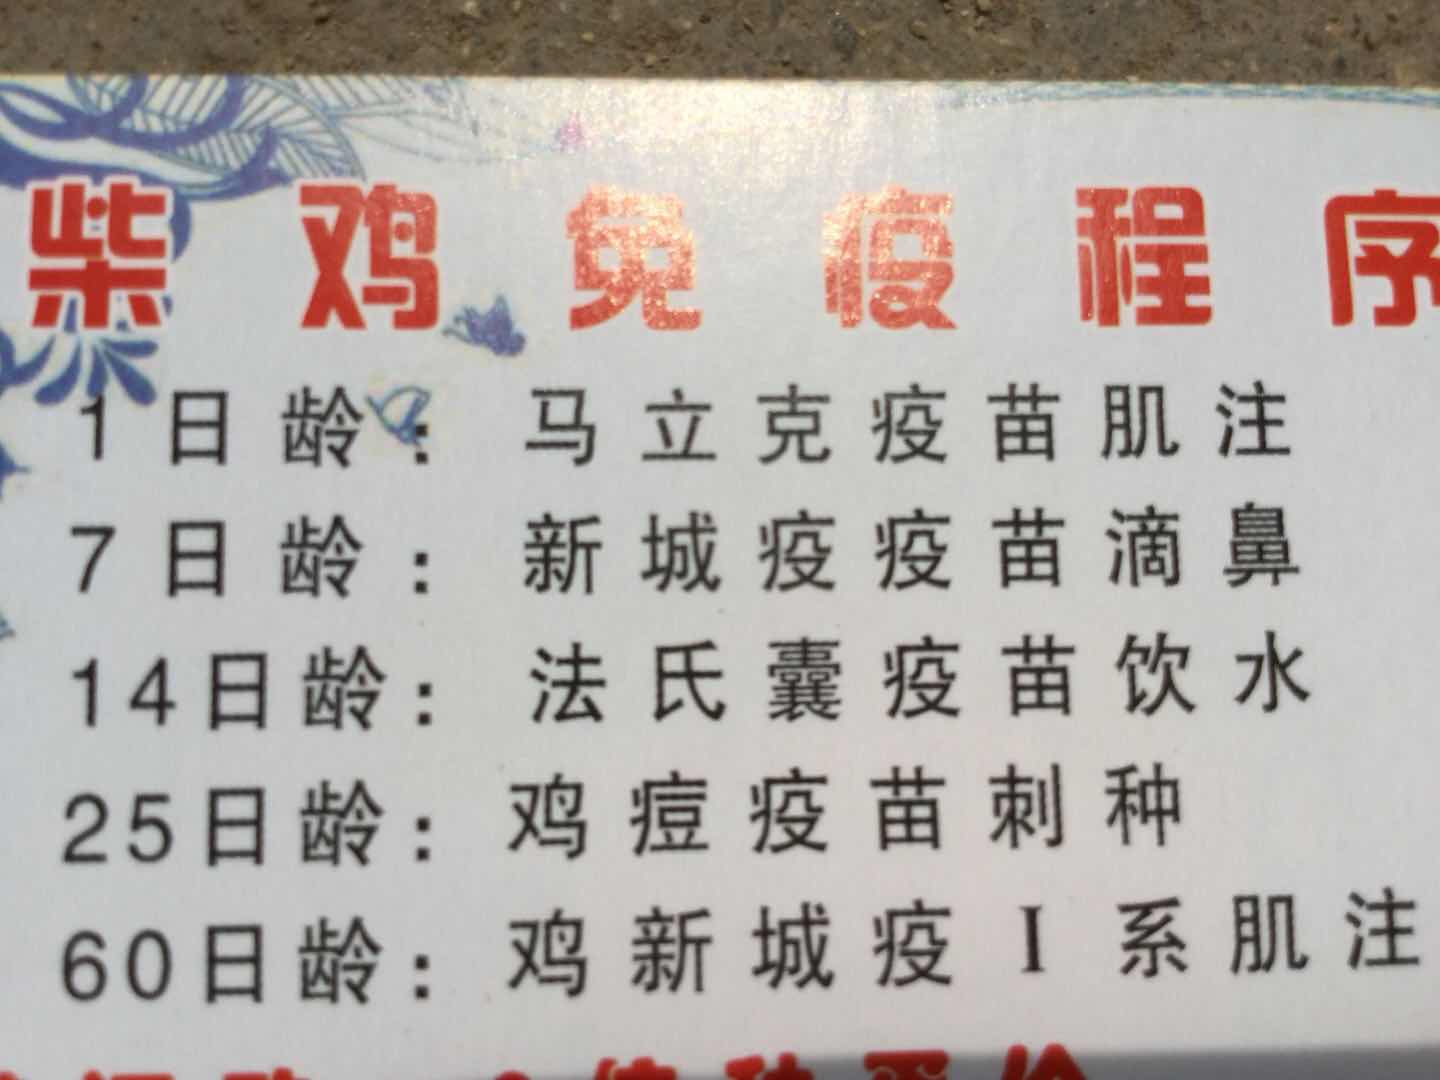 柴鸡免疫程序
1日龄：马立克疫苗肌注
7日龄：新城疫疫苗滴鼻
14日龄：法氏囊疫苗饮水
25日龄：鸡痘疫苗刺种
60日龄：鸡新城疫I系肌注